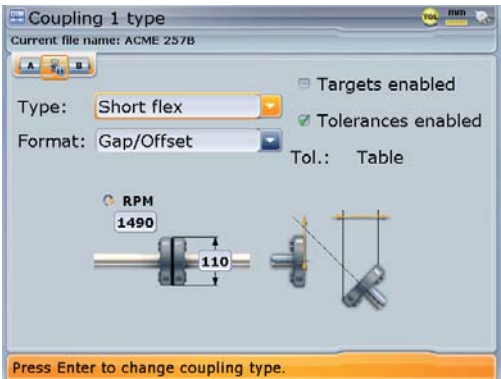 Coupling 1 type
TOL mm
Current file name: ACME 257B
A B
Targets enabled
Type: Short flex
Tolerances enabled
Format: Gap/Offset
Tol.: Table
RPM
1490
110
Press Enter to change coupling type.